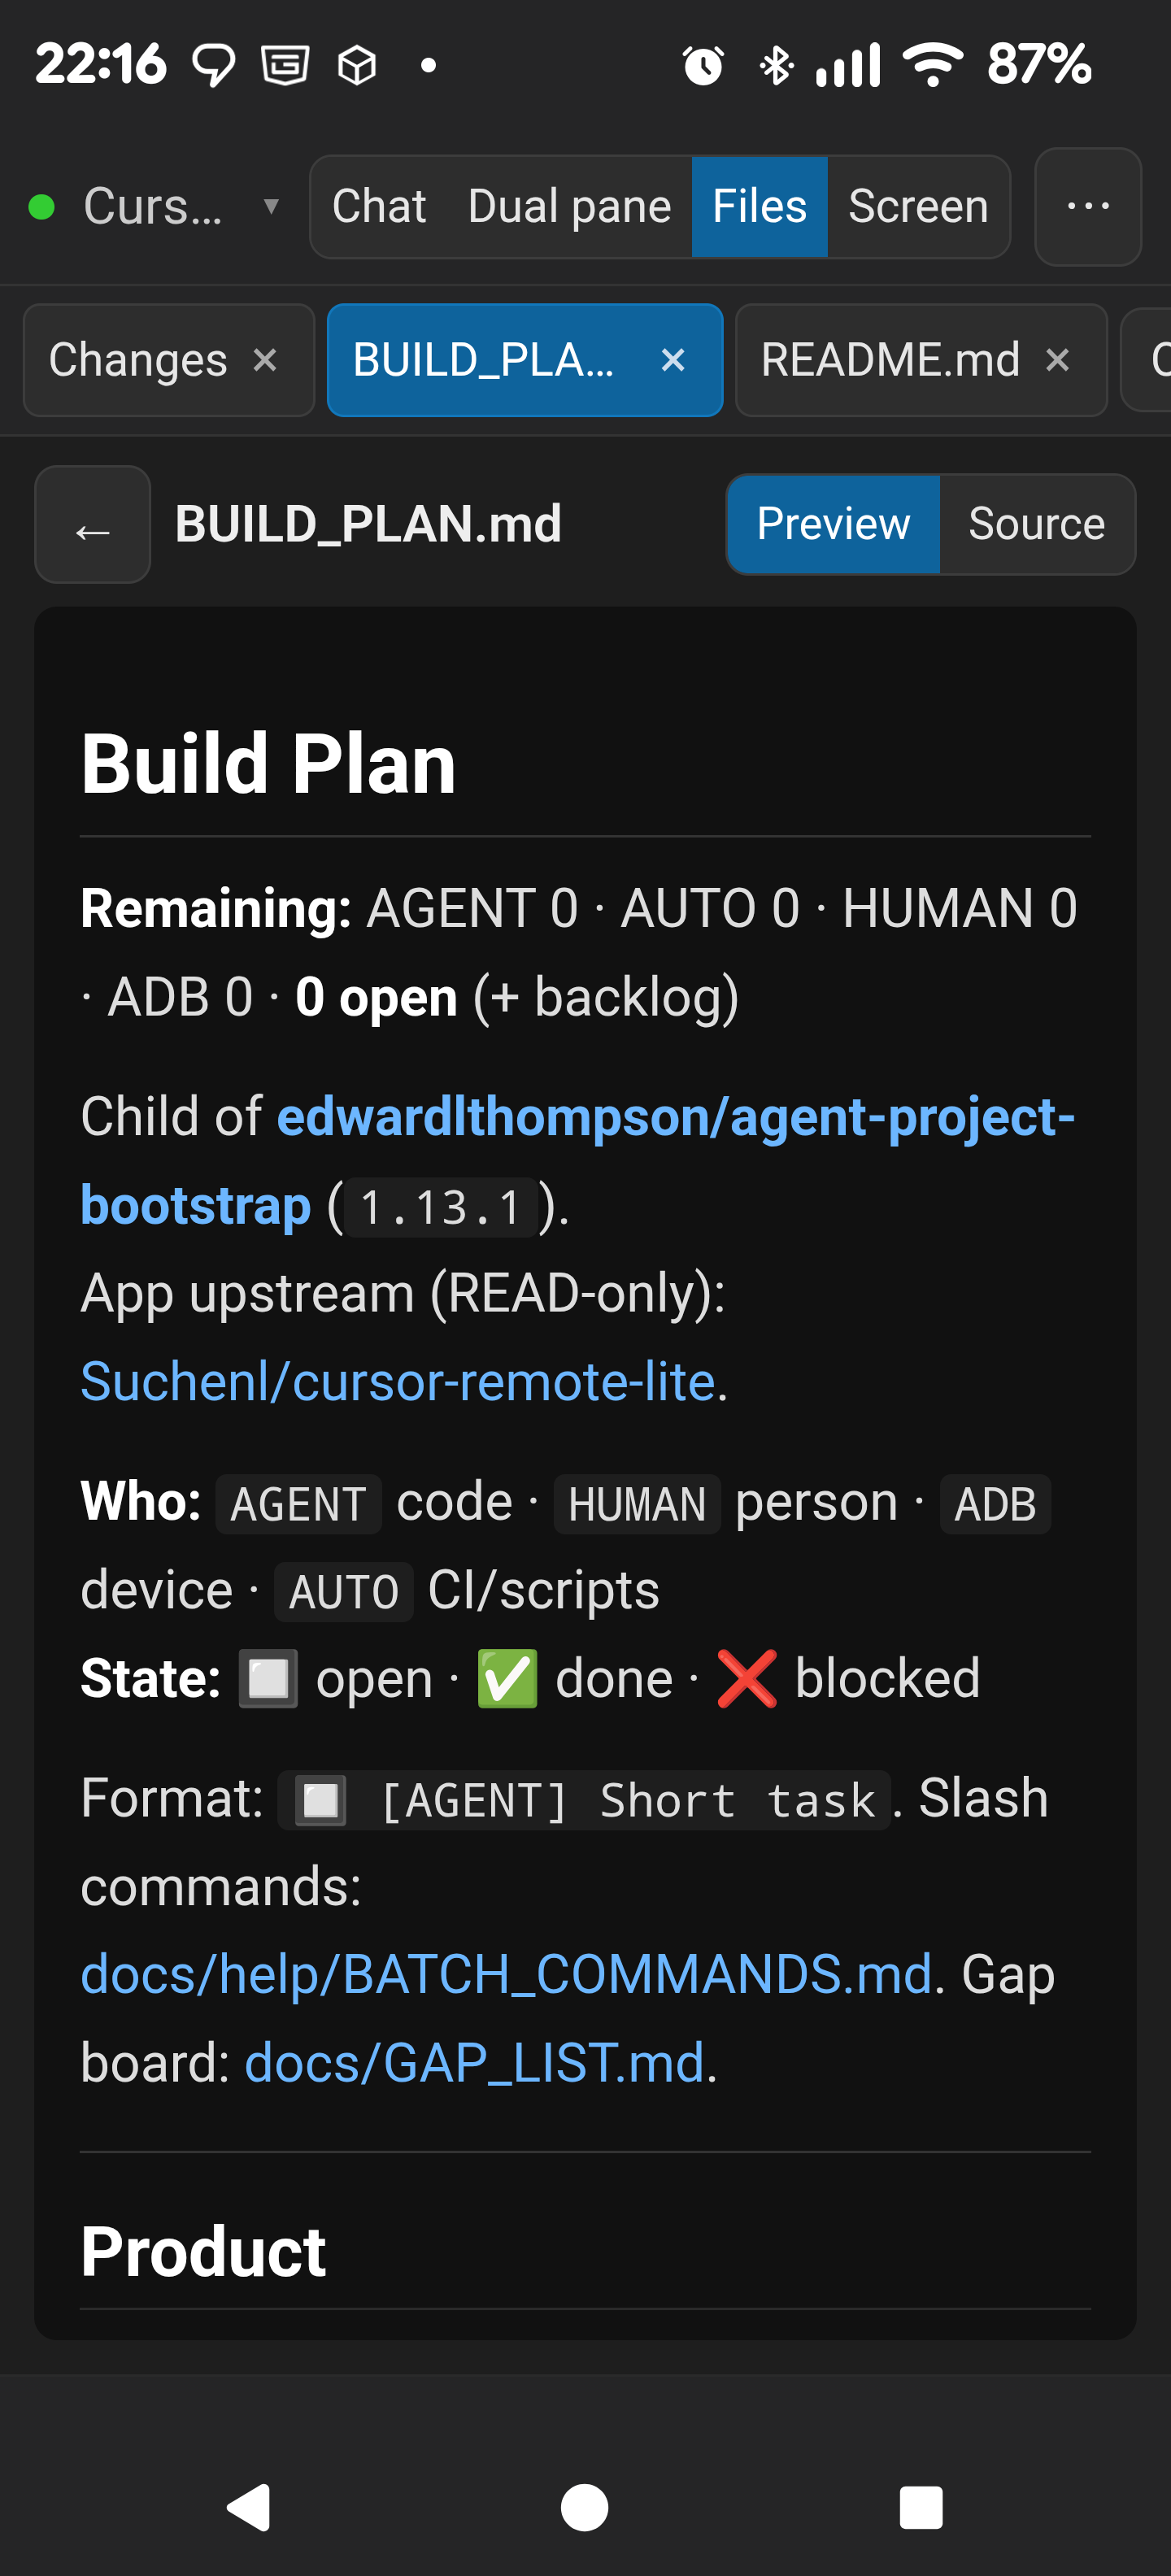 22:16 87%
Curs... ▼ Chat Dual pane Files Screen ...
Changes × BUILD_PLA... × README.md × C
← BUILD_PLAN.md Preview Source
Build Plan
Remaining: AGENT 0 · AUTO 0 · HUMAN 0
· ADB 0 · 0 open (+ backlog)
Child of edwardlthompson/agent-project-
bootstrap ( 1.13.1 ).
App upstream (READ-only):
Suchenl/cursor-remote-lite.
Who: AGENT code · HUMAN person · ADB
device · AUTO CI/scripts
State: 🔲 open · ✅ done · ❌ blocked
Format: 🔲 [AGENT] Short task. Slash
commands:
docs/help/BATCH_COMMANDS.md. Gap
board: docs/GAP_LIST.md.
Product